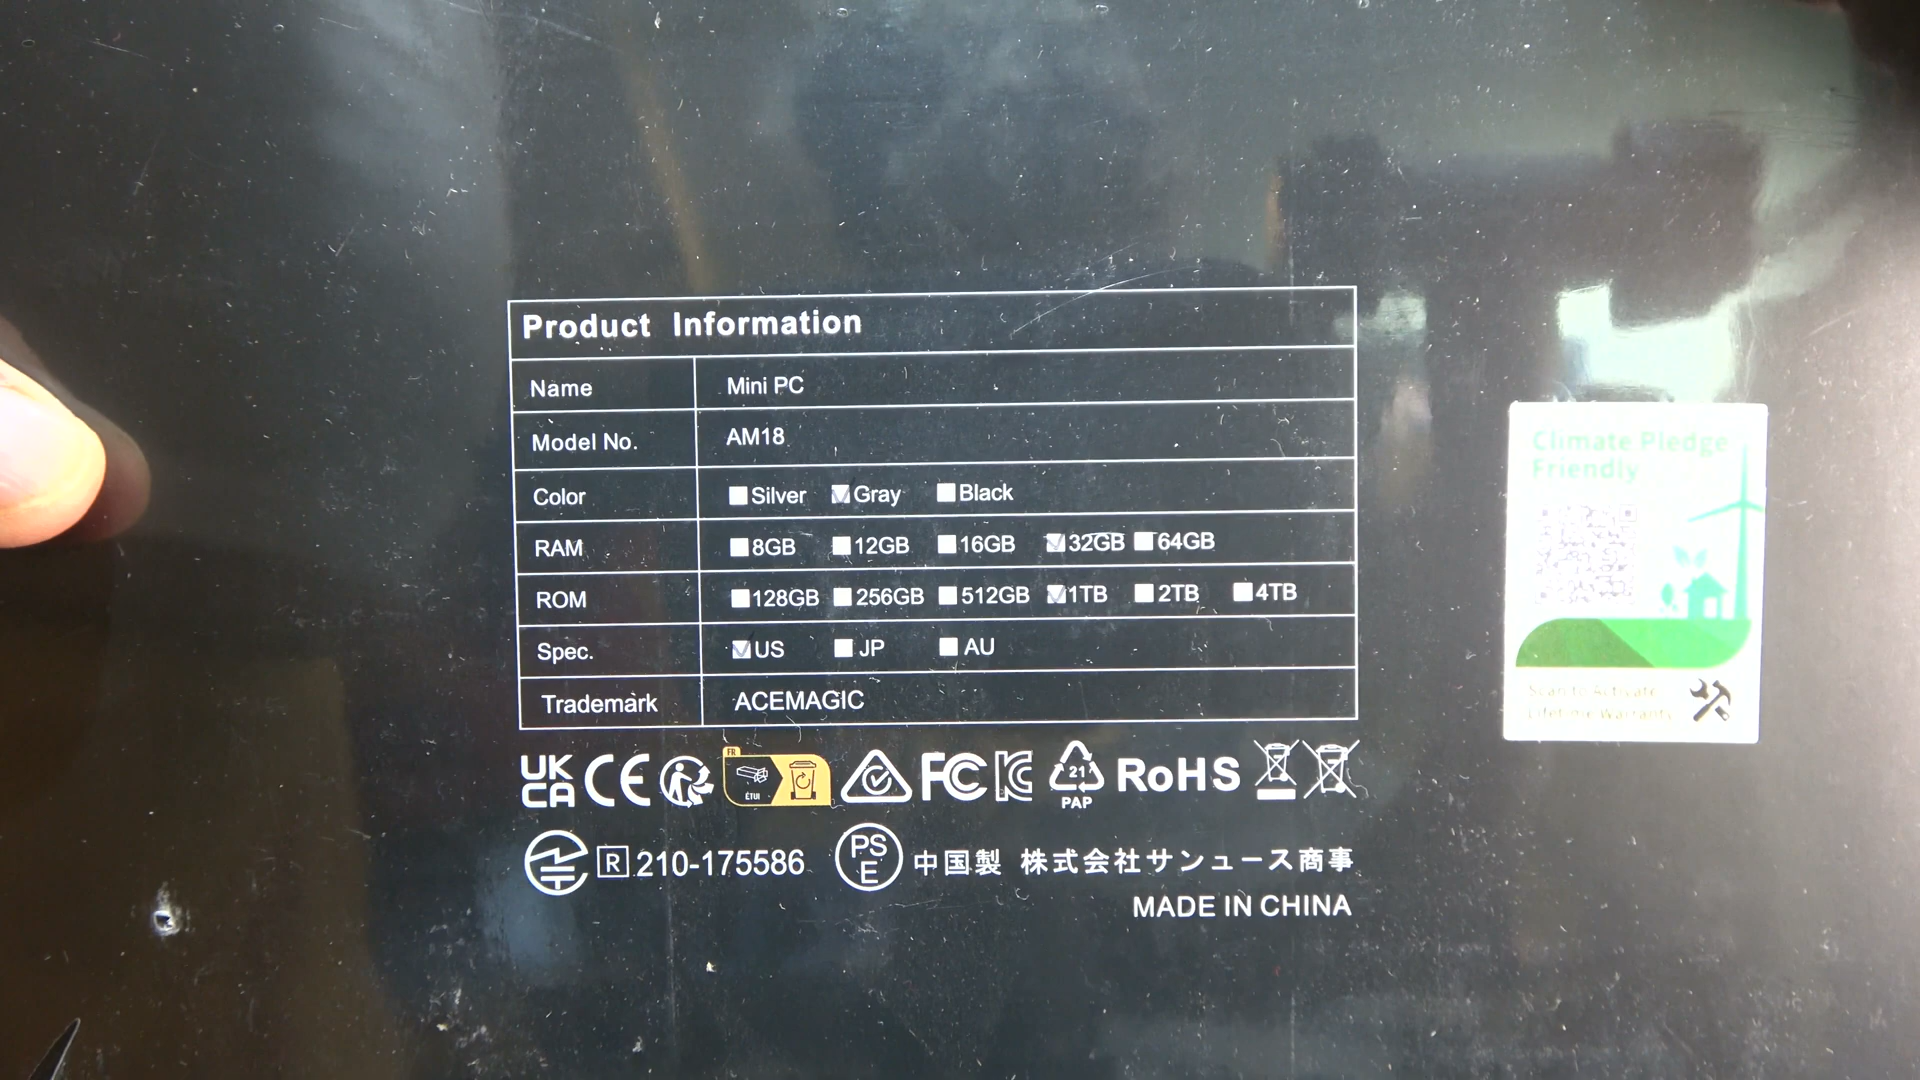 Product Information
Name Mini PC
Model No. AM18
Color Silver Gray Black
RAM 8GB 12GB 16GB 32GB 64GB
ROM 128GB 256GB 512GB 1TB 2TB 4TB
Spec. US JP AU
Trademark ACEMAGIC
UK CA CE FR ÉTUI FC 21 PAP RoHS
R 210-175586 PS E 中国製 株式会社サンュース商事
MADE IN CHINA
Climate Pledge
Friendly
Scan to Activate
Lifetime Warranty